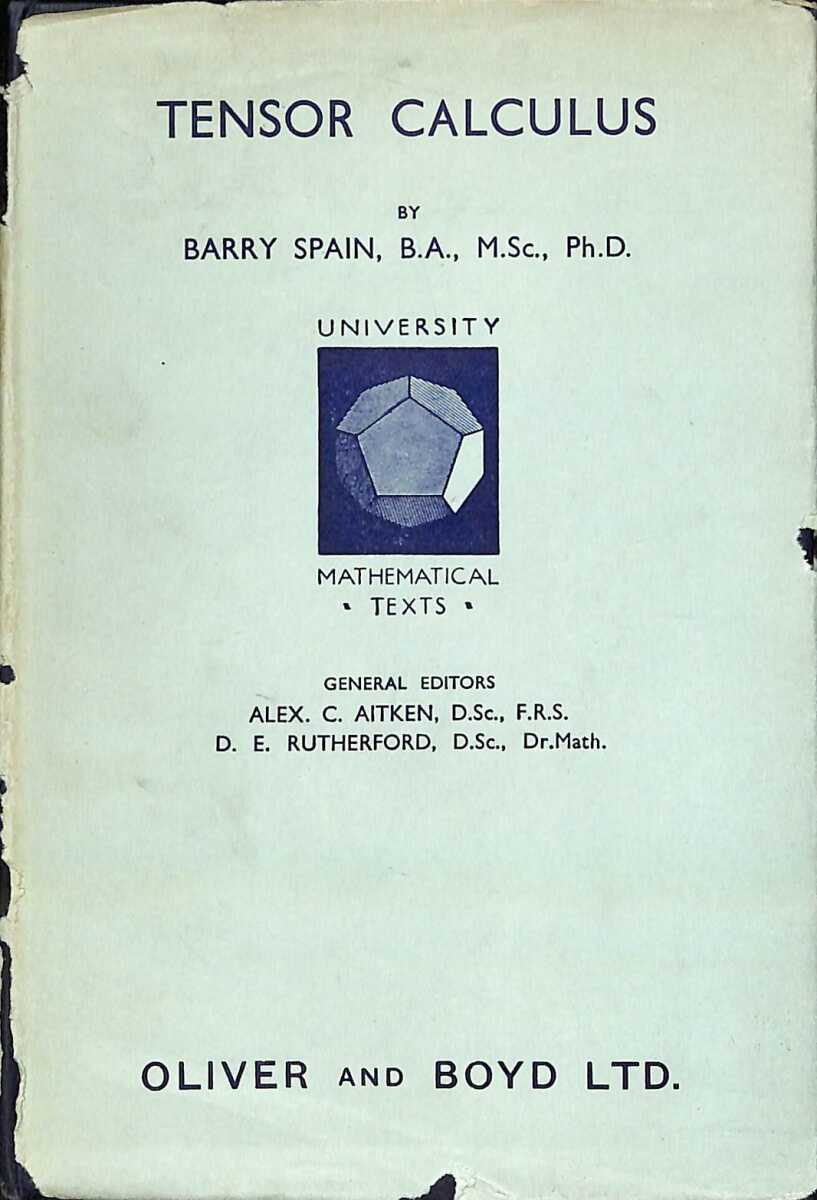 TENSOR CALCULUS
BY
BARRY SPAIN, B.A., M.Sc., Ph.D.
UNIVERSITY
MATHEMATICAL
· TEXTS ·
GENERAL EDITORS
ALEX. C. AITKEN, D.Sc., F.R.S.
D. E. RUTHERFORD, D.Sc., Dr.Math.
OLIVER AND BOYD LTD.